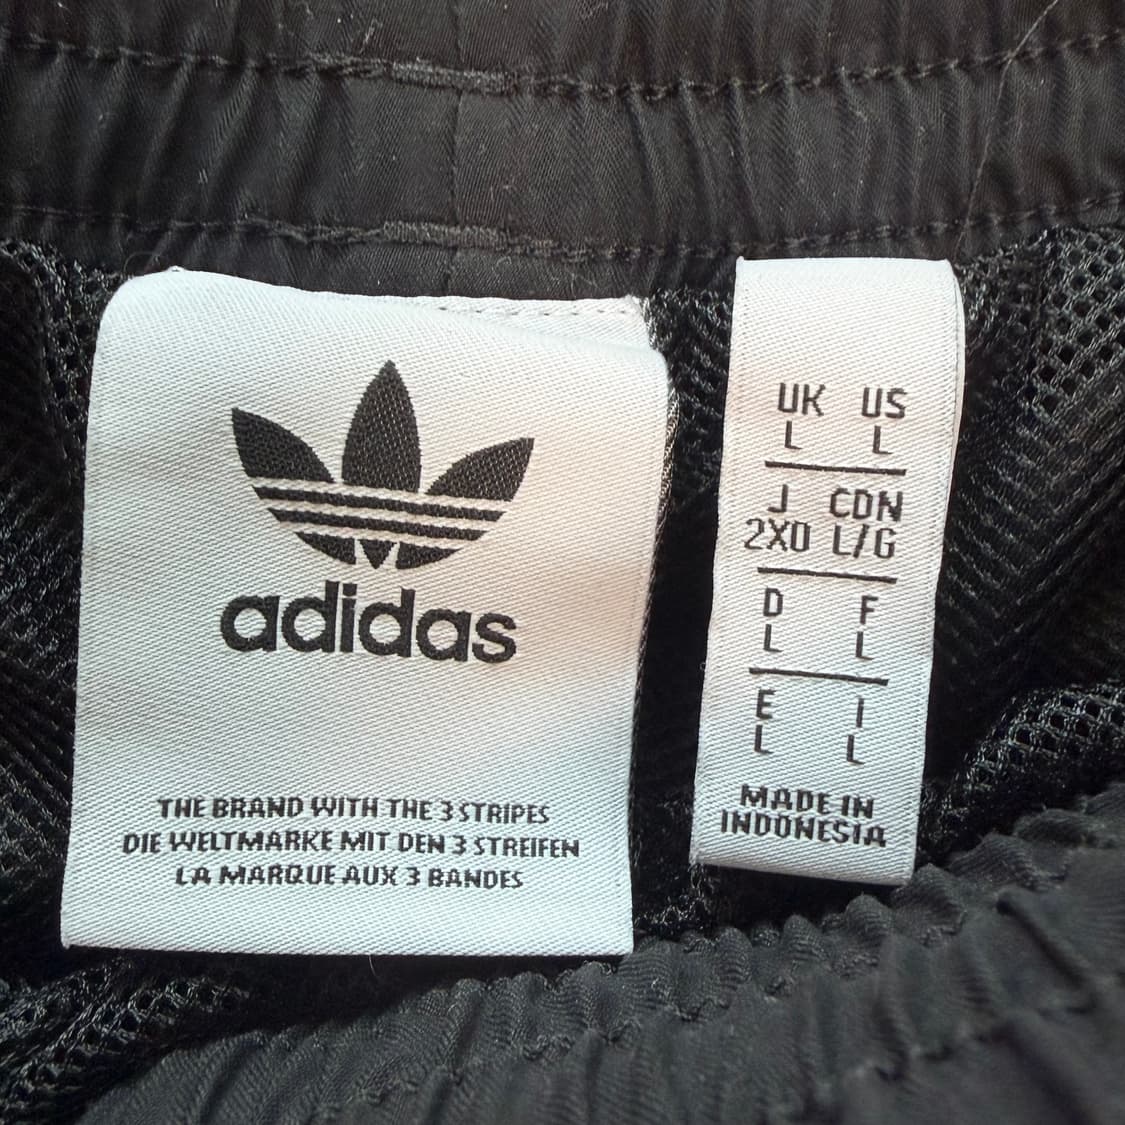 adidas
THE BRAND WITH THE 3 STRIPES
DIE WELTMARKE MIT DEN 3 STREIFEN
LA MARQUE AUX 3 BANDES
UK US
L L
J CDN
2XO L/G
D F
L L
E I
L L
MADE IN
INDONESIA